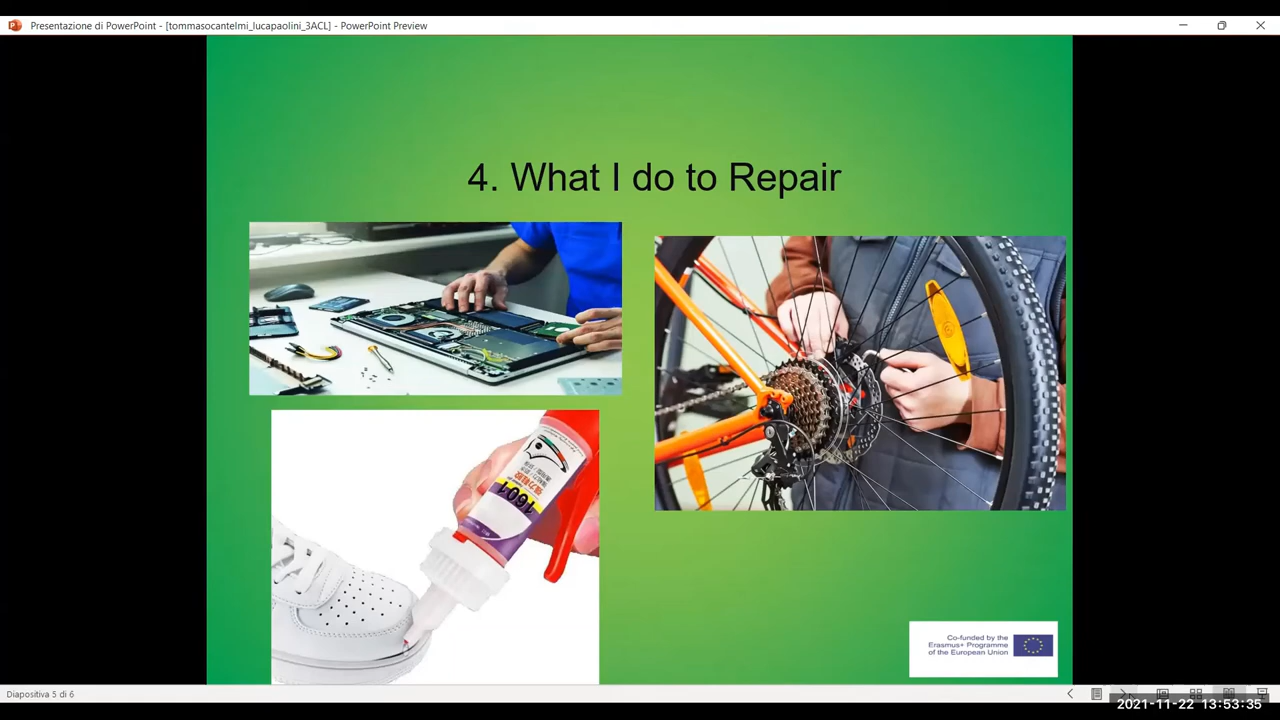 Presentazione di PowerPoint - [tommasocantelmi_lucapaolini_3ACL] - PowerPoint Preview
4. What I do to Repair
1601
Co-funded by the
Erasmus+ Programme
of the European Union
Diapositiva 5 di 6
2021-11-22 13:53:35